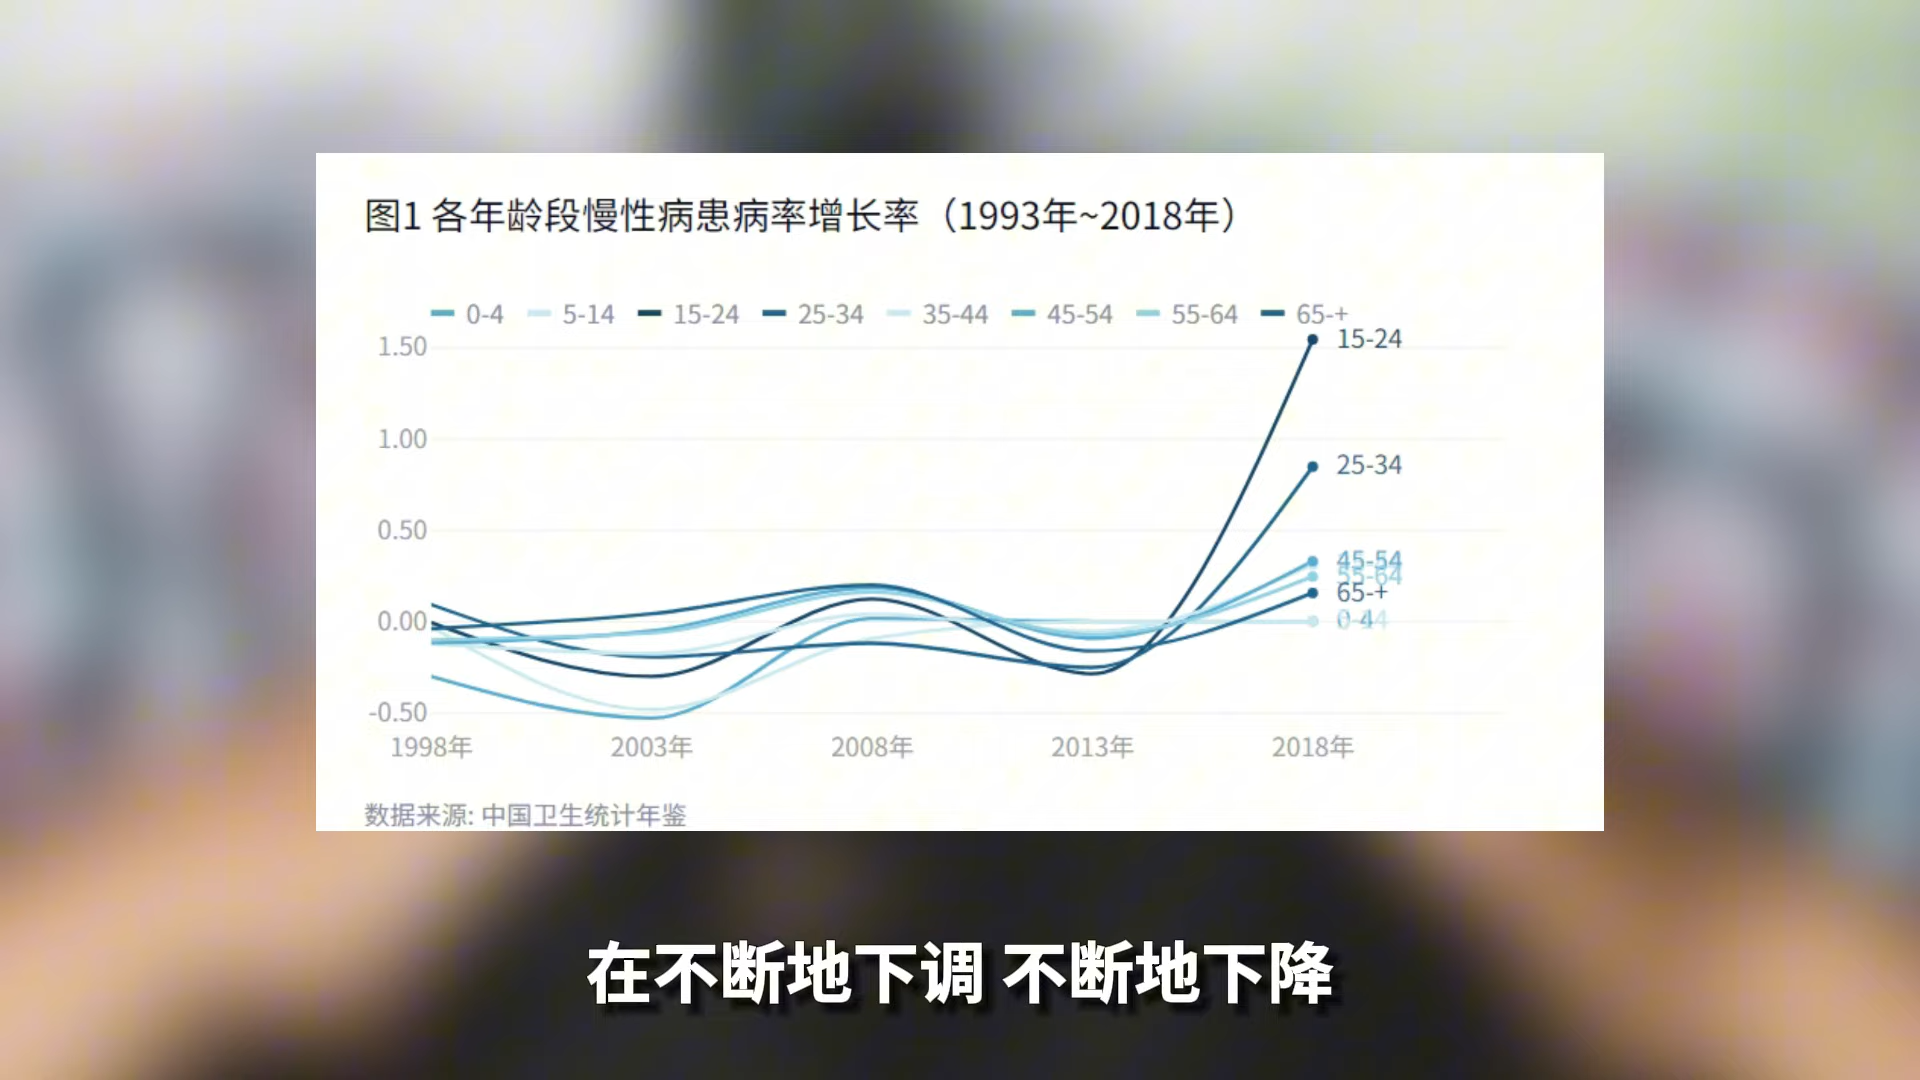 图1 各年龄段慢性病患病率增长率（1993年~2018年）
0-4 5-14 15-24 25-34 35-44 45-54 55-64 65-+
1.50
1.00
0.50
0.00
-0.50
15-24
25-34
45-54
55-64
65-+
1998年 2003年 2008年 2013年 2018年
数据来源: 中国卫生统计年鉴
在不断地下调 不断地下降